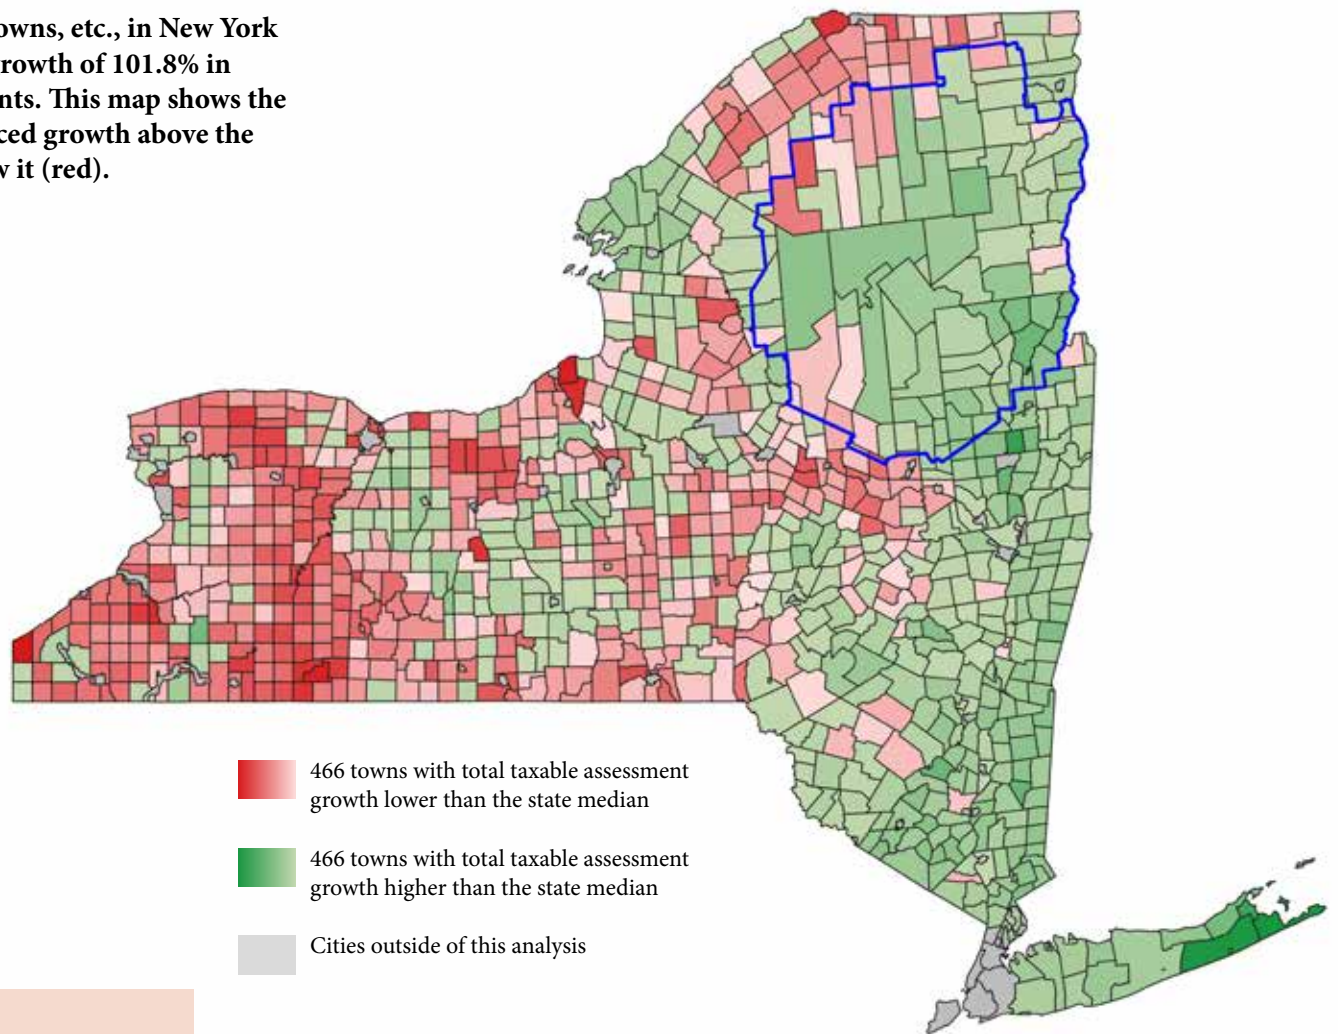 owns, etc., in New York
rowth of 101.8% in
nts. This map shows the
ced growth above the
w it (red).
466 towns with total taxable assessment
growth lower than the state median
466 towns with total taxable assessment
growth higher than the state median
Cities outside of this analysis